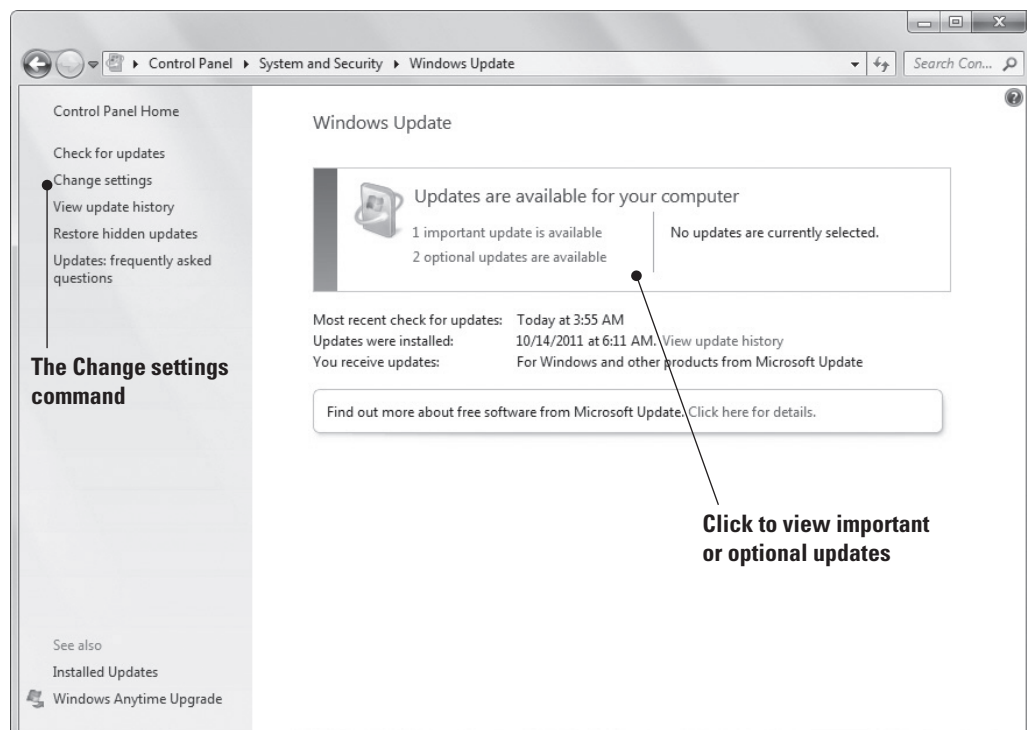 Control Panel ▸ System and Security ▸ Windows Update
Search Con...
Control Panel Home
Check for updates
Change settings
View update history
Restore hidden updates
Updates: frequently asked
questions
The Change settings
command
See also
Installed Updates
Windows Anytime Upgrade
Windows Update
Updates are available for your computer
1 important update is available
2 optional updates are available
No updates are currently selected.
Most recent check for updates: Today at 3:55 AM
Updates were installed: 10/14/2011 at 6:11 AM. View update history
You receive updates: For Windows and other products from Microsoft Update
Find out more about free software from Microsoft Update. Click here for details.
Click to view important
or optional updates